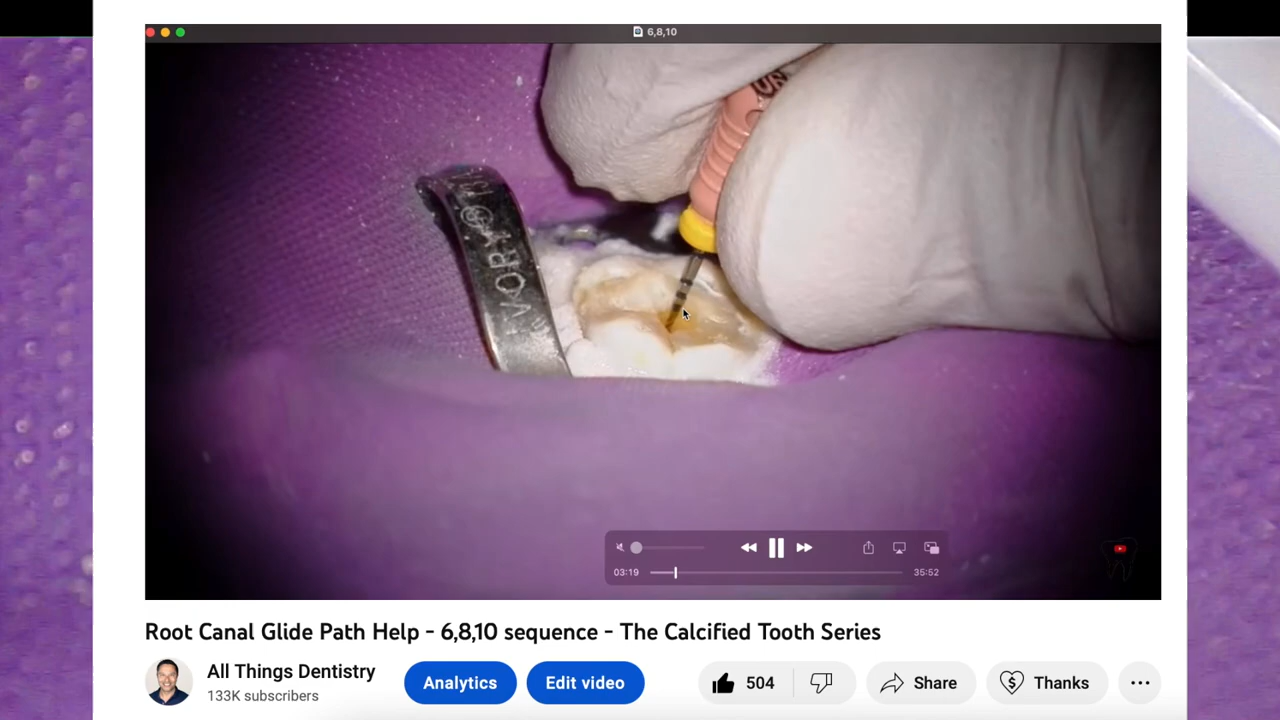 6,8,10
IVORY®
03:19
35:52
Root Canal Glide Path Help - 6,8,10 sequence - The Calcified Tooth Series
All Things Dentistry
133K subscribers
Analytics
Edit video
504
Share
Thanks